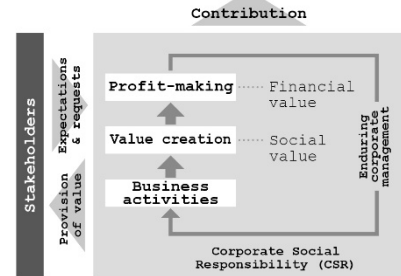 Contribution
Stakeholders
Expectations
& requests
Provision
of value
Profit-making
Financial
value
Value creation
Social
value
Business
activities
Enduring
corporate
management
Corporate Social
Responsibility (CSR)